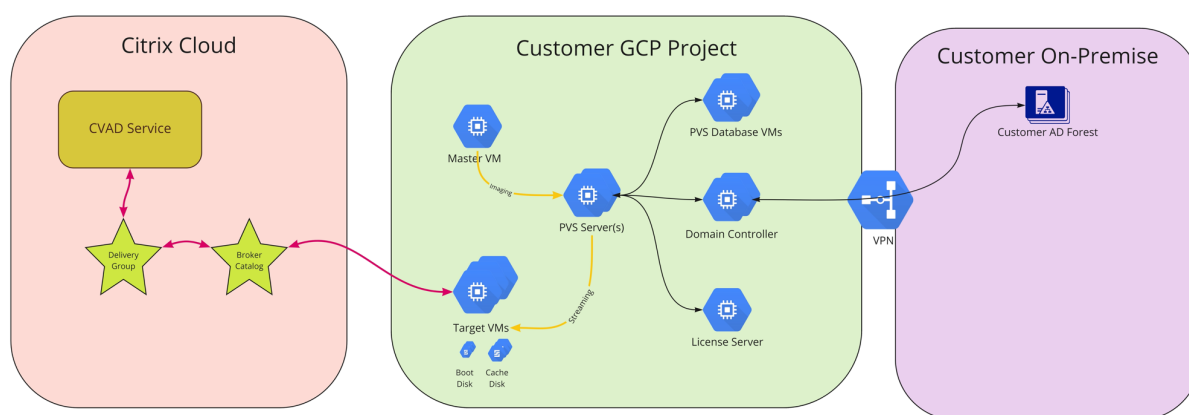 Citrix Cloud
CVAD Service
Delivery
Group
Broker
Catalog
Customer GCP Project
Master VM
Imaging
PVS Server(s)
Streaming
Target VMs
Boot
Disk
Cache
Disk
PVS Database VMs
Domain Controller
License Server
VPN
Customer On-Premise
Customer AD Forest